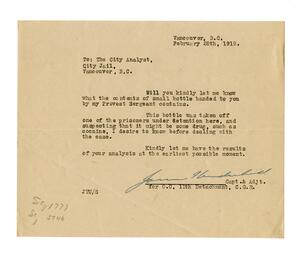 Vancouver, B.C.
February 28th, 1919.
To: The City Analyst,
City Jail,
Vancouver, B.C.
Will you kindly let me know
what the contents of small bottle handed to you
by my Provost Sergeant contains.
This bottle was taken off
one of the prisoners under detention here, and
suspecting that it might be some drug, such as
cocaine, I desire to know before dealing with
the case.
Kindly let me have the results
of your analysis at the earliest possible moment.
Capt. & Adjt.
JTV/S
for O.C. 11th Detachment, C.G.R.